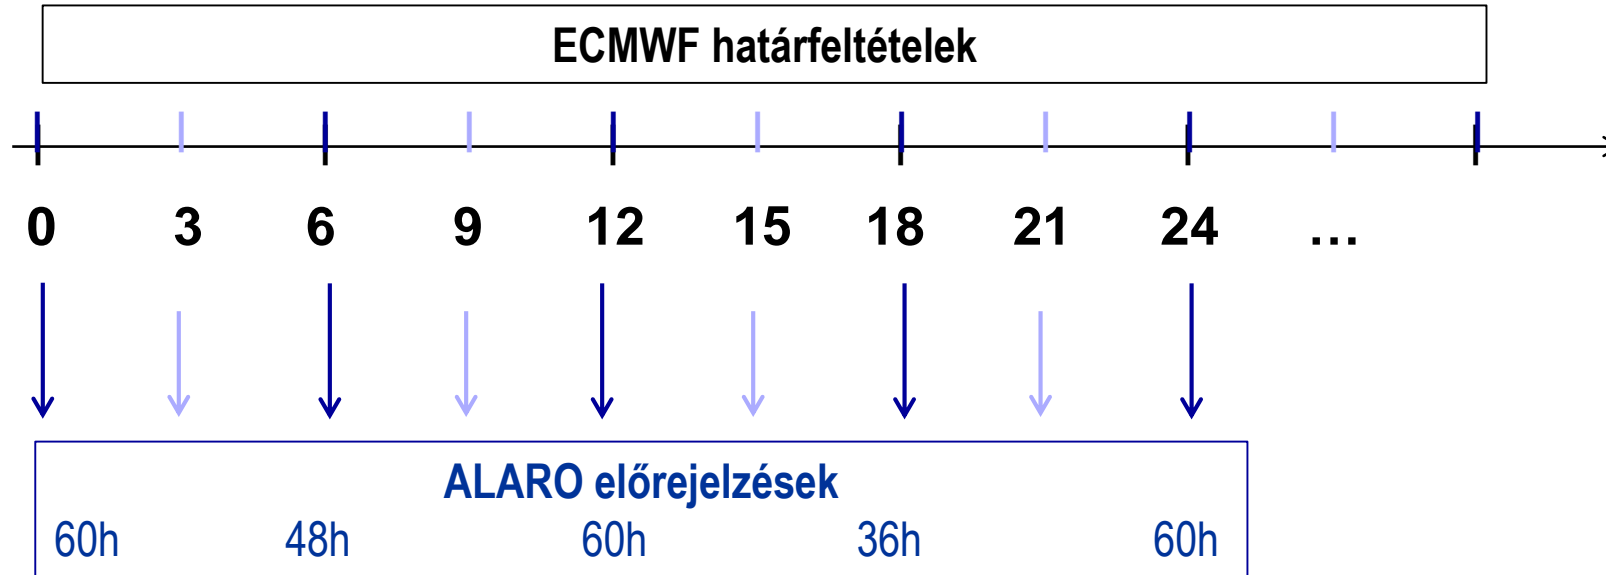 ECMWF határfeltételek
0 3 6 9 12 15 18 21 24 ...
ALARO előrejelzések
60h 48h 60h 36h 60h